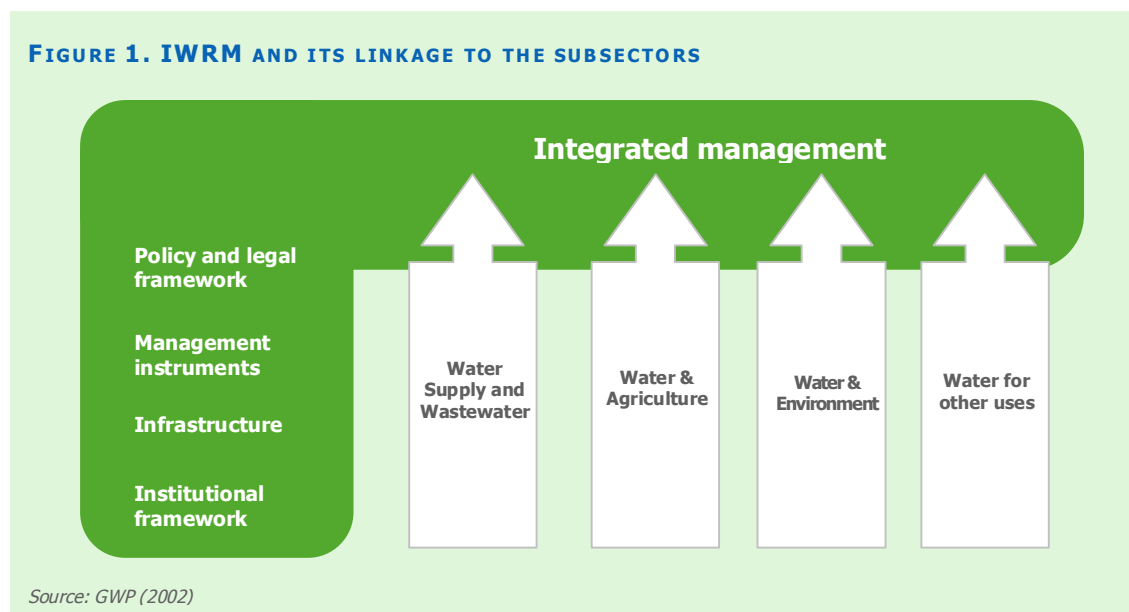 FIGURE 1. IWRM AND ITS LINKAGE TO THE SUBSECTORS
Integrated management
Policy and legal
framework
Management
instruments
Infrastructure
Institutional
framework
Water
Supply and
Wastewater
Water &
Agriculture
Water &
Environment
Water for
other uses
Source: GWP (2002)